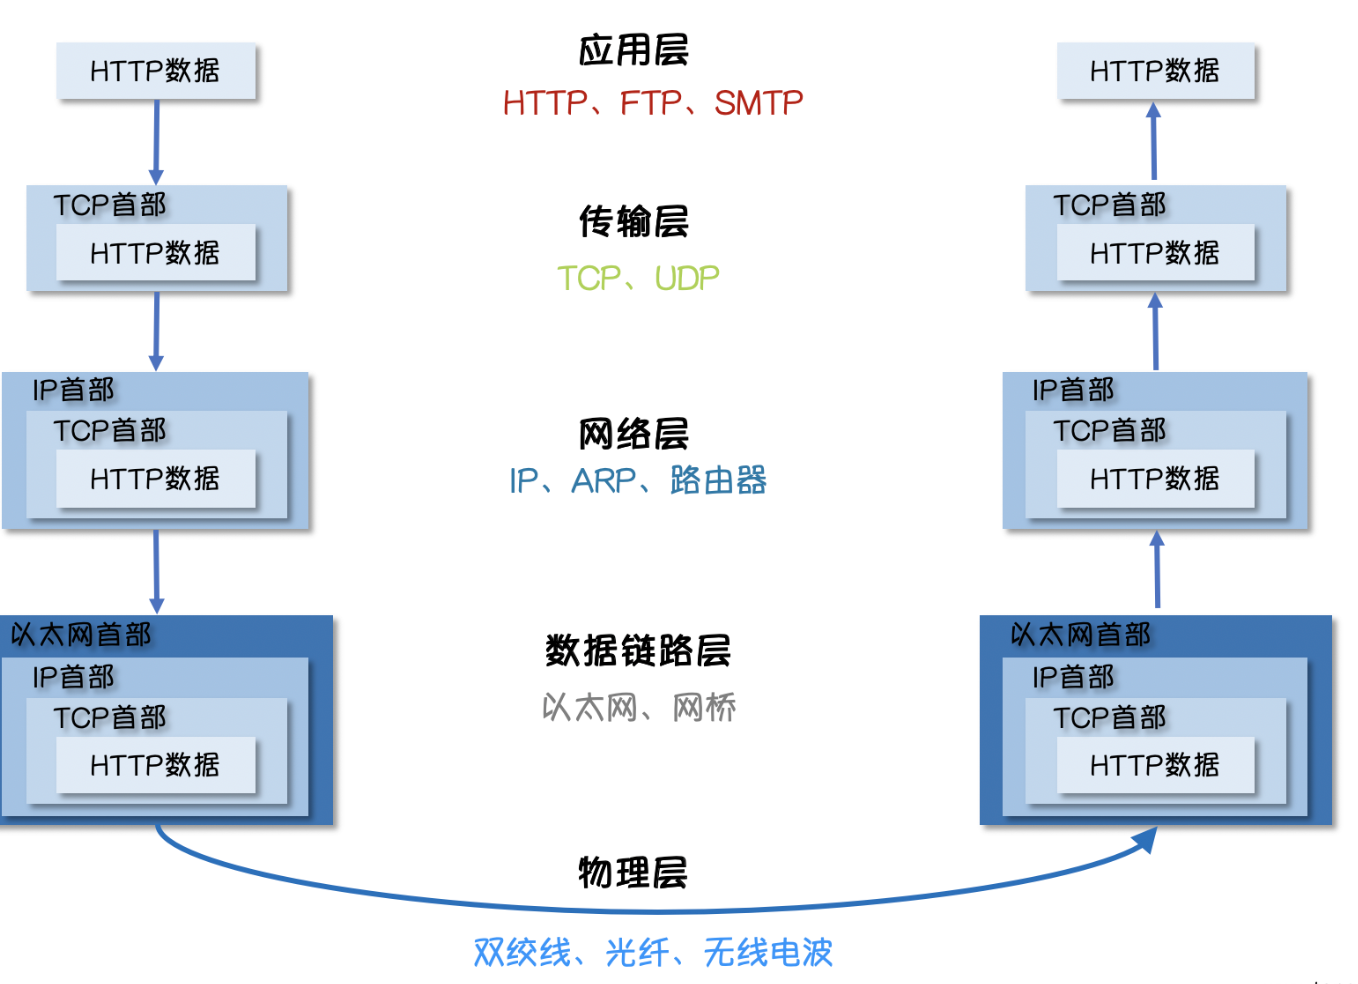 HTTP数据
应用层
HTTP、FTP、SMTP
HTTP数据
TCP首部
HTTP数据
传输层
TCP、UDP
TCP首部
HTTP数据
IP首部
TCP首部
HTTP数据
网络层
IP、ARP、路由器
IP首部
TCP首部
HTTP数据
以太网首部
IP首部
TCP首部
HTTP数据
数据链路层
以太网、网桥
以太网首部
IP首部
TCP首部
HTTP数据
物理层
双绞线、光纤、无线电波